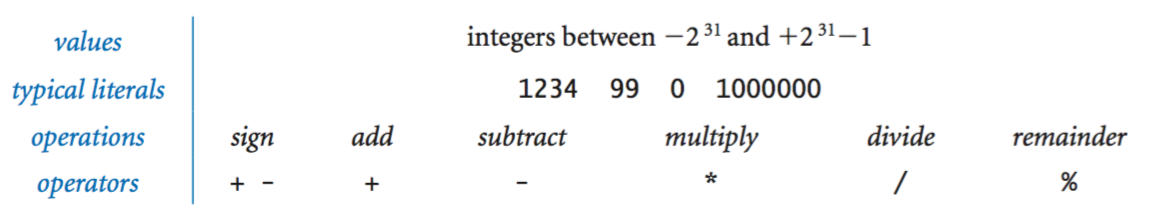 values integers between −2^31 and +2^31−1
typical literals 1234 99 0 1000000
operations sign add subtract multiply divide remainder
operators + - + - * / %